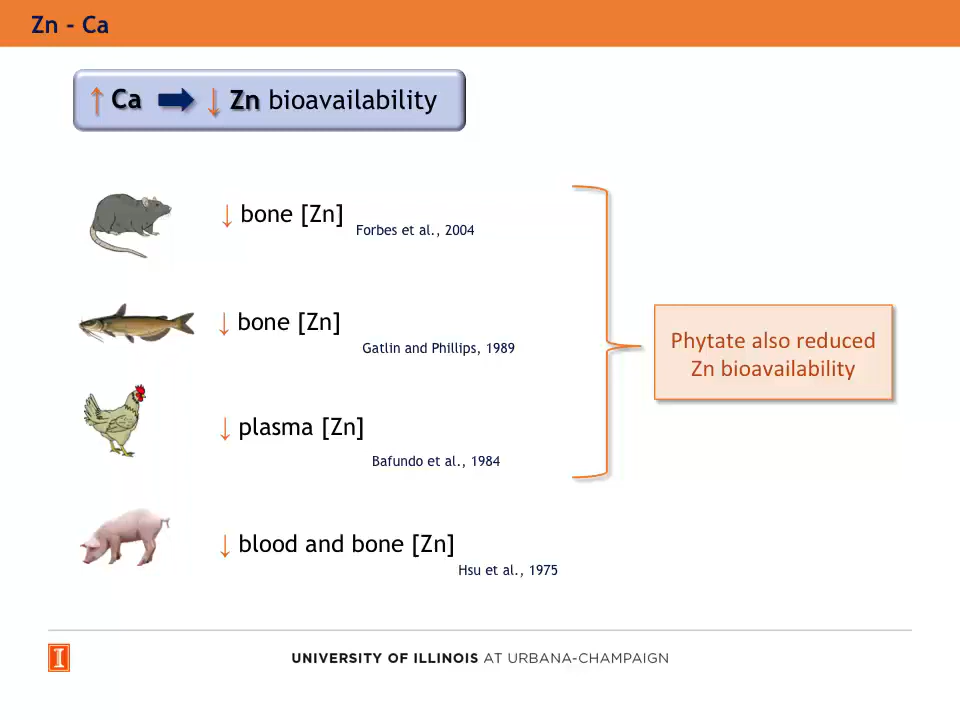 Zn – Ca
↑ Ca ➡ ↓ Zn bioavailability
↓ bone [Zn]
Forbes et al., 2004
↓ bone [Zn]
Gatlin and Phillips, 1989
Phytate also reduced
Zn bioavailability
↓ plasma [Zn]
Bafundo et al., 1984
↓ blood and bone [Zn]
Hsu et al., 1975
I
UNIVERSITY OF ILLINOIS AT URBANA-CHAMPAIGN